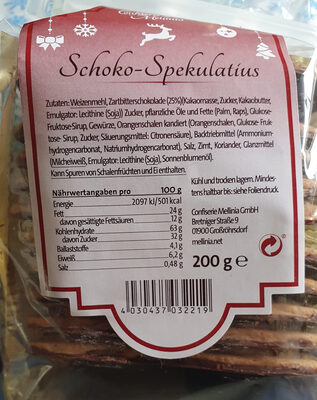 Confiserie
Mellinia
Schoko-Spekulatius
Zutaten: Weizenmehl, Zartbitterschokolade (25%)(Kakaomasse, Zucker, Kakaobutter,
Emulgator: Lecithine (Soja)) Zucker, pflanzliche Öle und Fette (Palm, Raps), Glukose-
Fruktose Sirup, Gewürze, Orangenschalen kandiert (Orangenschalen, Glukose-Fruk-
tose- Sirup, Zucker, Säuerungsmittel: Citronensäure), Backtriebmittel (Ammonium-
hydrogencarbonat, Natriumhydrogencarbonat), Salz, Zimt, Koriander, Glanzmittel
(Milcheiweiß, Emulgator: Lecithine (Soja), Sonnenblumenöl).
Kann Spuren von Schalenfrüchten und Ei enthalten.
Nährwertangaben pro 100 g
Energie 2097 kJ/501 kcal
Fett 24 g
davon gesättigte Fettsäuren 12 g
Kohlenhydrate 63 g
davon Zucker 32 g
Ballaststoffe 4,1 g
Eiweiß 6,2 g
Salz 0,48 g
Kühl und trocken lagern. Mindes-
tens haltbar bis: siehe Foliendruck.
Confiserie Mellinia GmbH
Bretniger Straße 9
01900 Großröhrsdorf
mellinia.net
200 g e
4 030437 032219